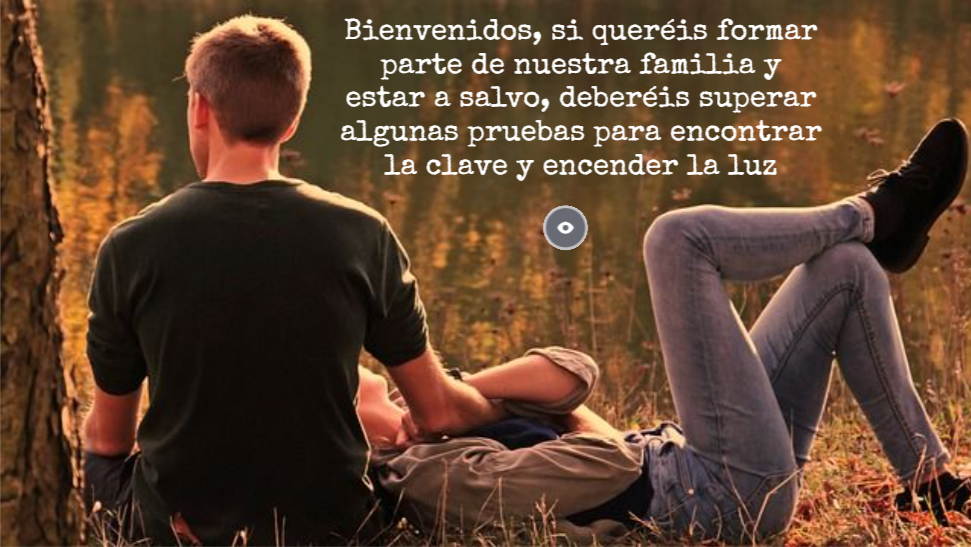 Bienvenidos, si queréis formar
parte de nuestra familia y
estar a salvo, deberéis superar
algunas pruebas para encontrar
la clave y encender la luz